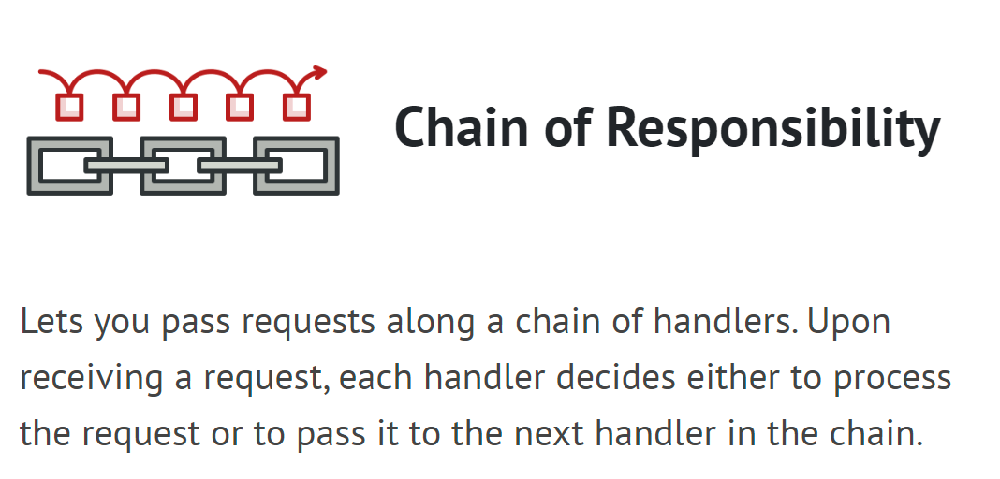 Chain of Responsibility
Lets you pass requests along a chain of handlers. Upon
receiving a request, each handler decides either to process
the request or to pass it to the next handler in the chain.